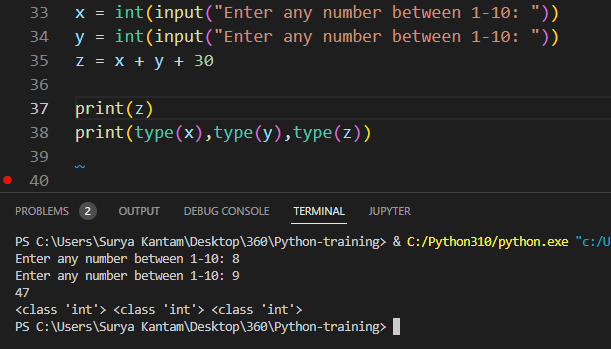 33 x = int(input("Enter any number between 1-10: "))
34 y = int(input("Enter any number between 1-10: "))
35 z = x + y + 30
36
37 print(z)
38 print(type(x),type(y),type(z))
39
40
PROBLEMS 2 OUTPUT DEBUG CONSOLE TERMINAL JUPYTER
PS C:\Users\Surya Kantam\Desktop\360\Python-training> & C:/Python310/python.exe "c:/U
Enter any number between 1-10: 8
Enter any number between 1-10: 9
47
<class 'int'> <class 'int'> <class 'int'>
PS C:\Users\Surya Kantam\Desktop\360\Python-training>